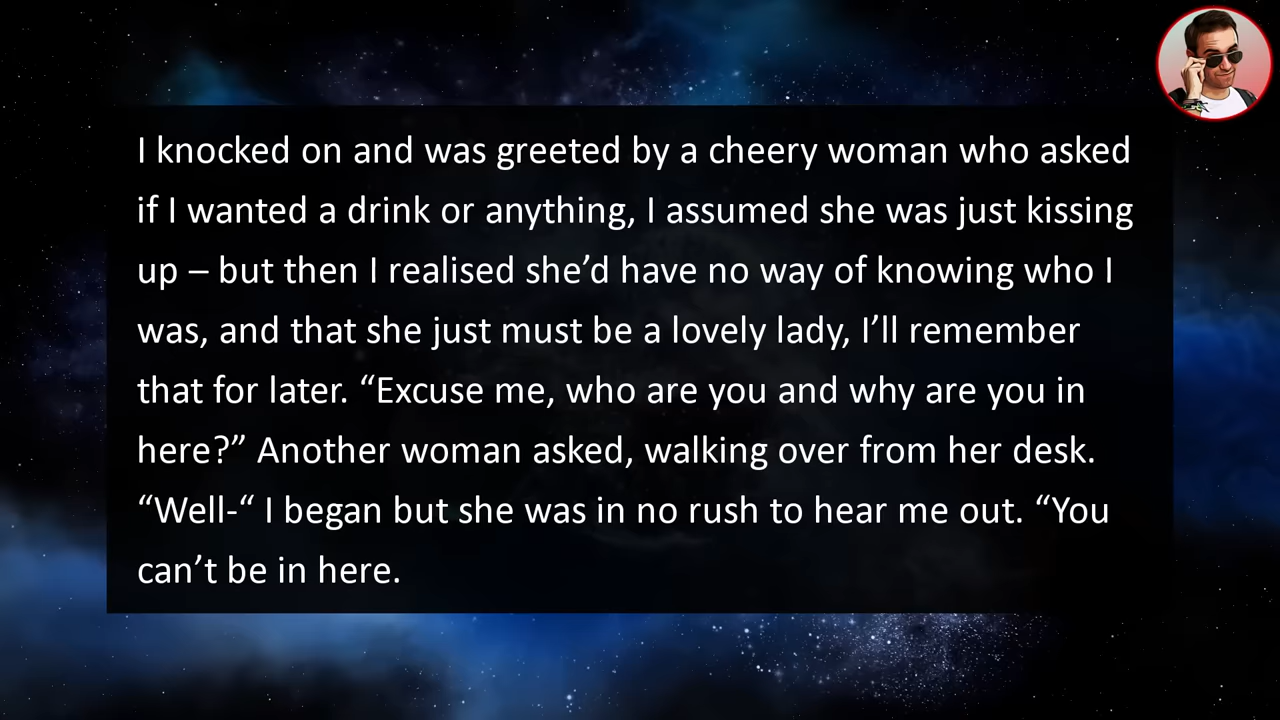 I knocked on and was greeted by a cheery woman who asked
if I wanted a drink or anything, I assumed she was just kissing
up – but then I realised she’d have no way of knowing who I
was, and that she just must be a lovely lady, I’ll remember
that for later. “Excuse me, who are you and why are you in
here?” Another woman asked, walking over from her desk.
“Well-“ I began but she was in no rush to hear me out. “You
can’t be in here.